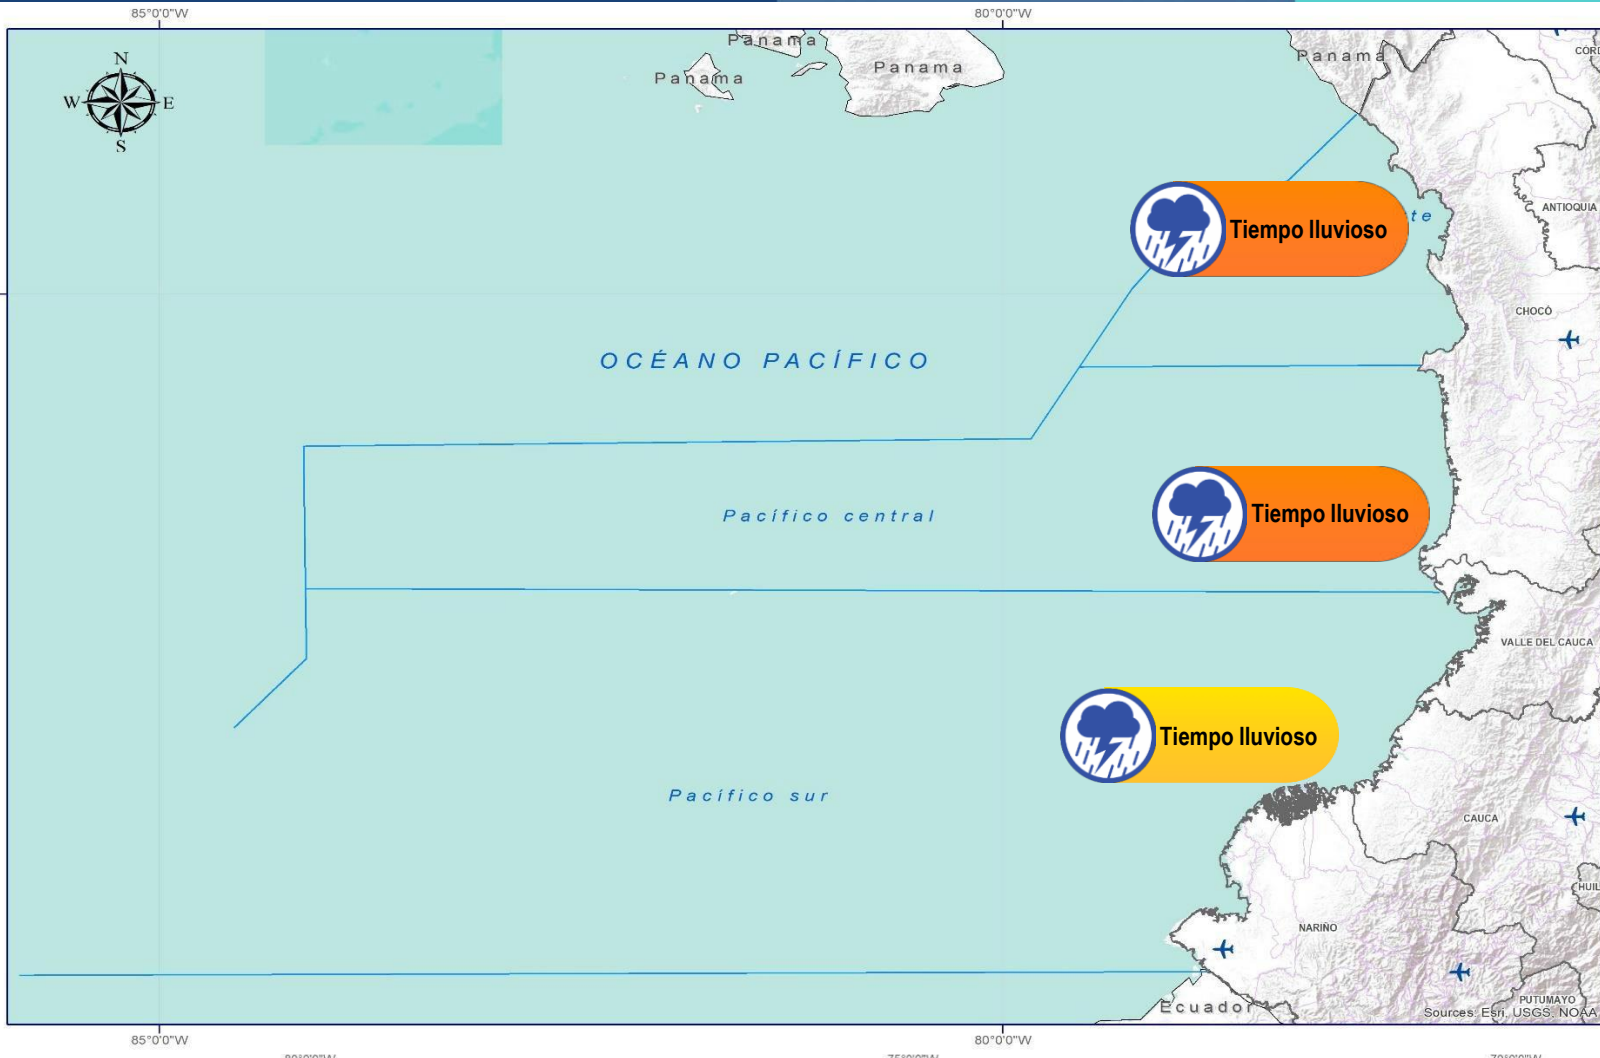 85°0'0"W 80°0'0"W
N
W E
S
Panama
Panama
Panama
Panama
ANTIOQUIA
te
Tiempo lluvioso
CHOCÓ
OCÉANO PACÍFICO
Pacífico central
Tiempo lluvioso
VALLE DEL CAUCA
Tiempo lluvioso
Pacífico sur
CAUCA
HUIL
NARIÑO
PUTUMAYO
Ecuador
Sources: Esri, USGS, NOAA
85°0'0"W 80°0'0"W